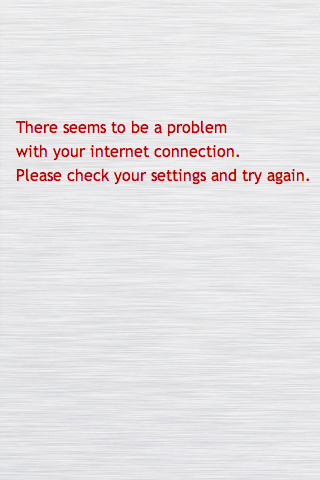 There seems to be a problem
with your internet connection.
Please check your settings and try again.